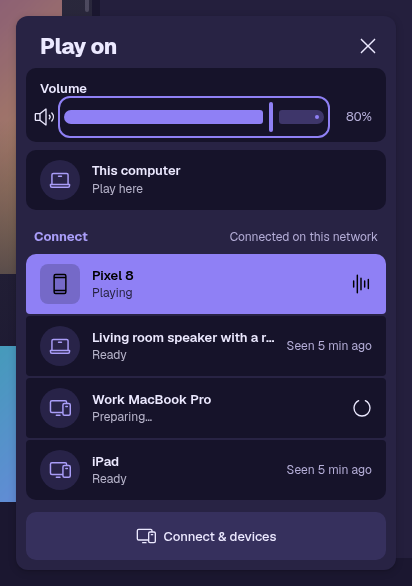 Play on
Volume
80%
This computer
Play here
Connect
Connected on this network
Pixel 8
Playing
Living room speaker with a r...
Ready
Seen 5 min ago
Work MacBook Pro
Preparing...
iPad
Ready
Seen 5 min ago
Connect & devices